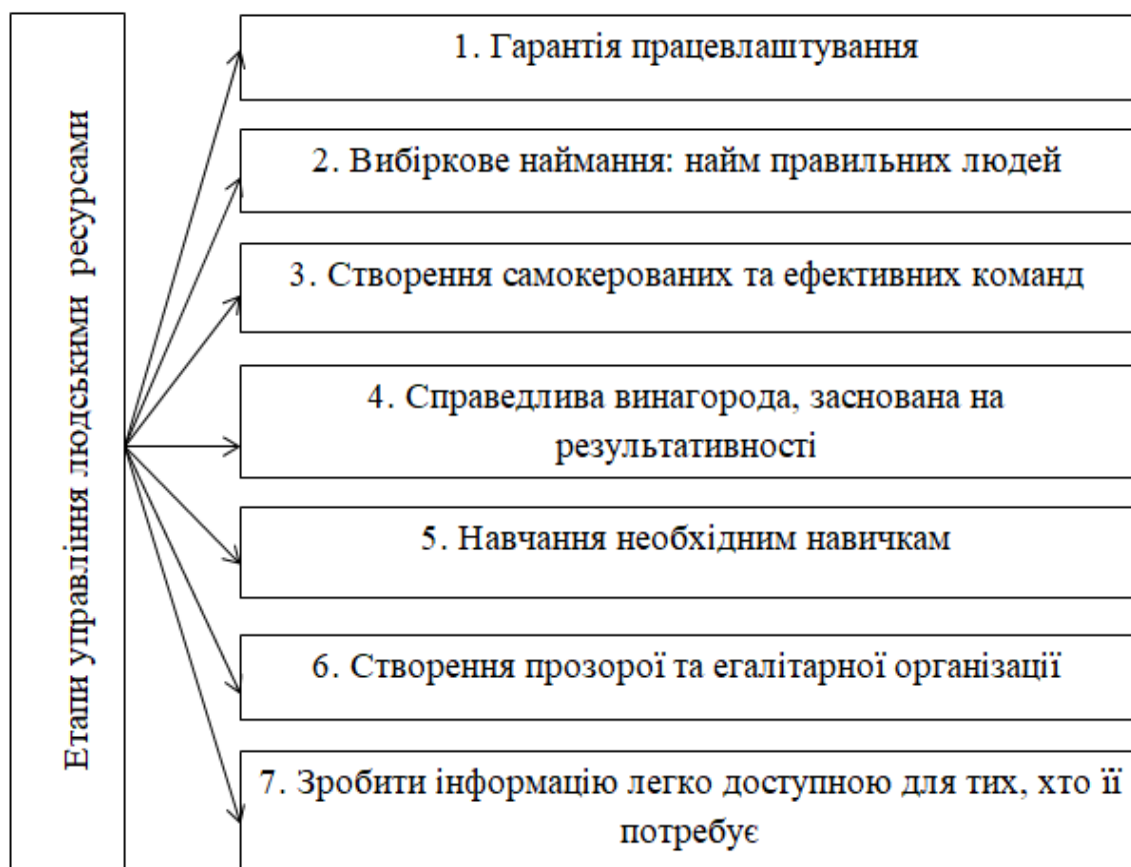 Етапи управління людськими ресурсами
1. Гарантія працевлаштування
2. Вибіркове наймання: найм правильних людей
3. Створення самокерованих та ефективних команд
4. Справедлива винагорода, заснована на
результативності
5. Навчання необхідним навичкам
6. Створення прозорої та егалітарної організації
7. Зробити інформацію легко доступною для тих, хто її
потребує